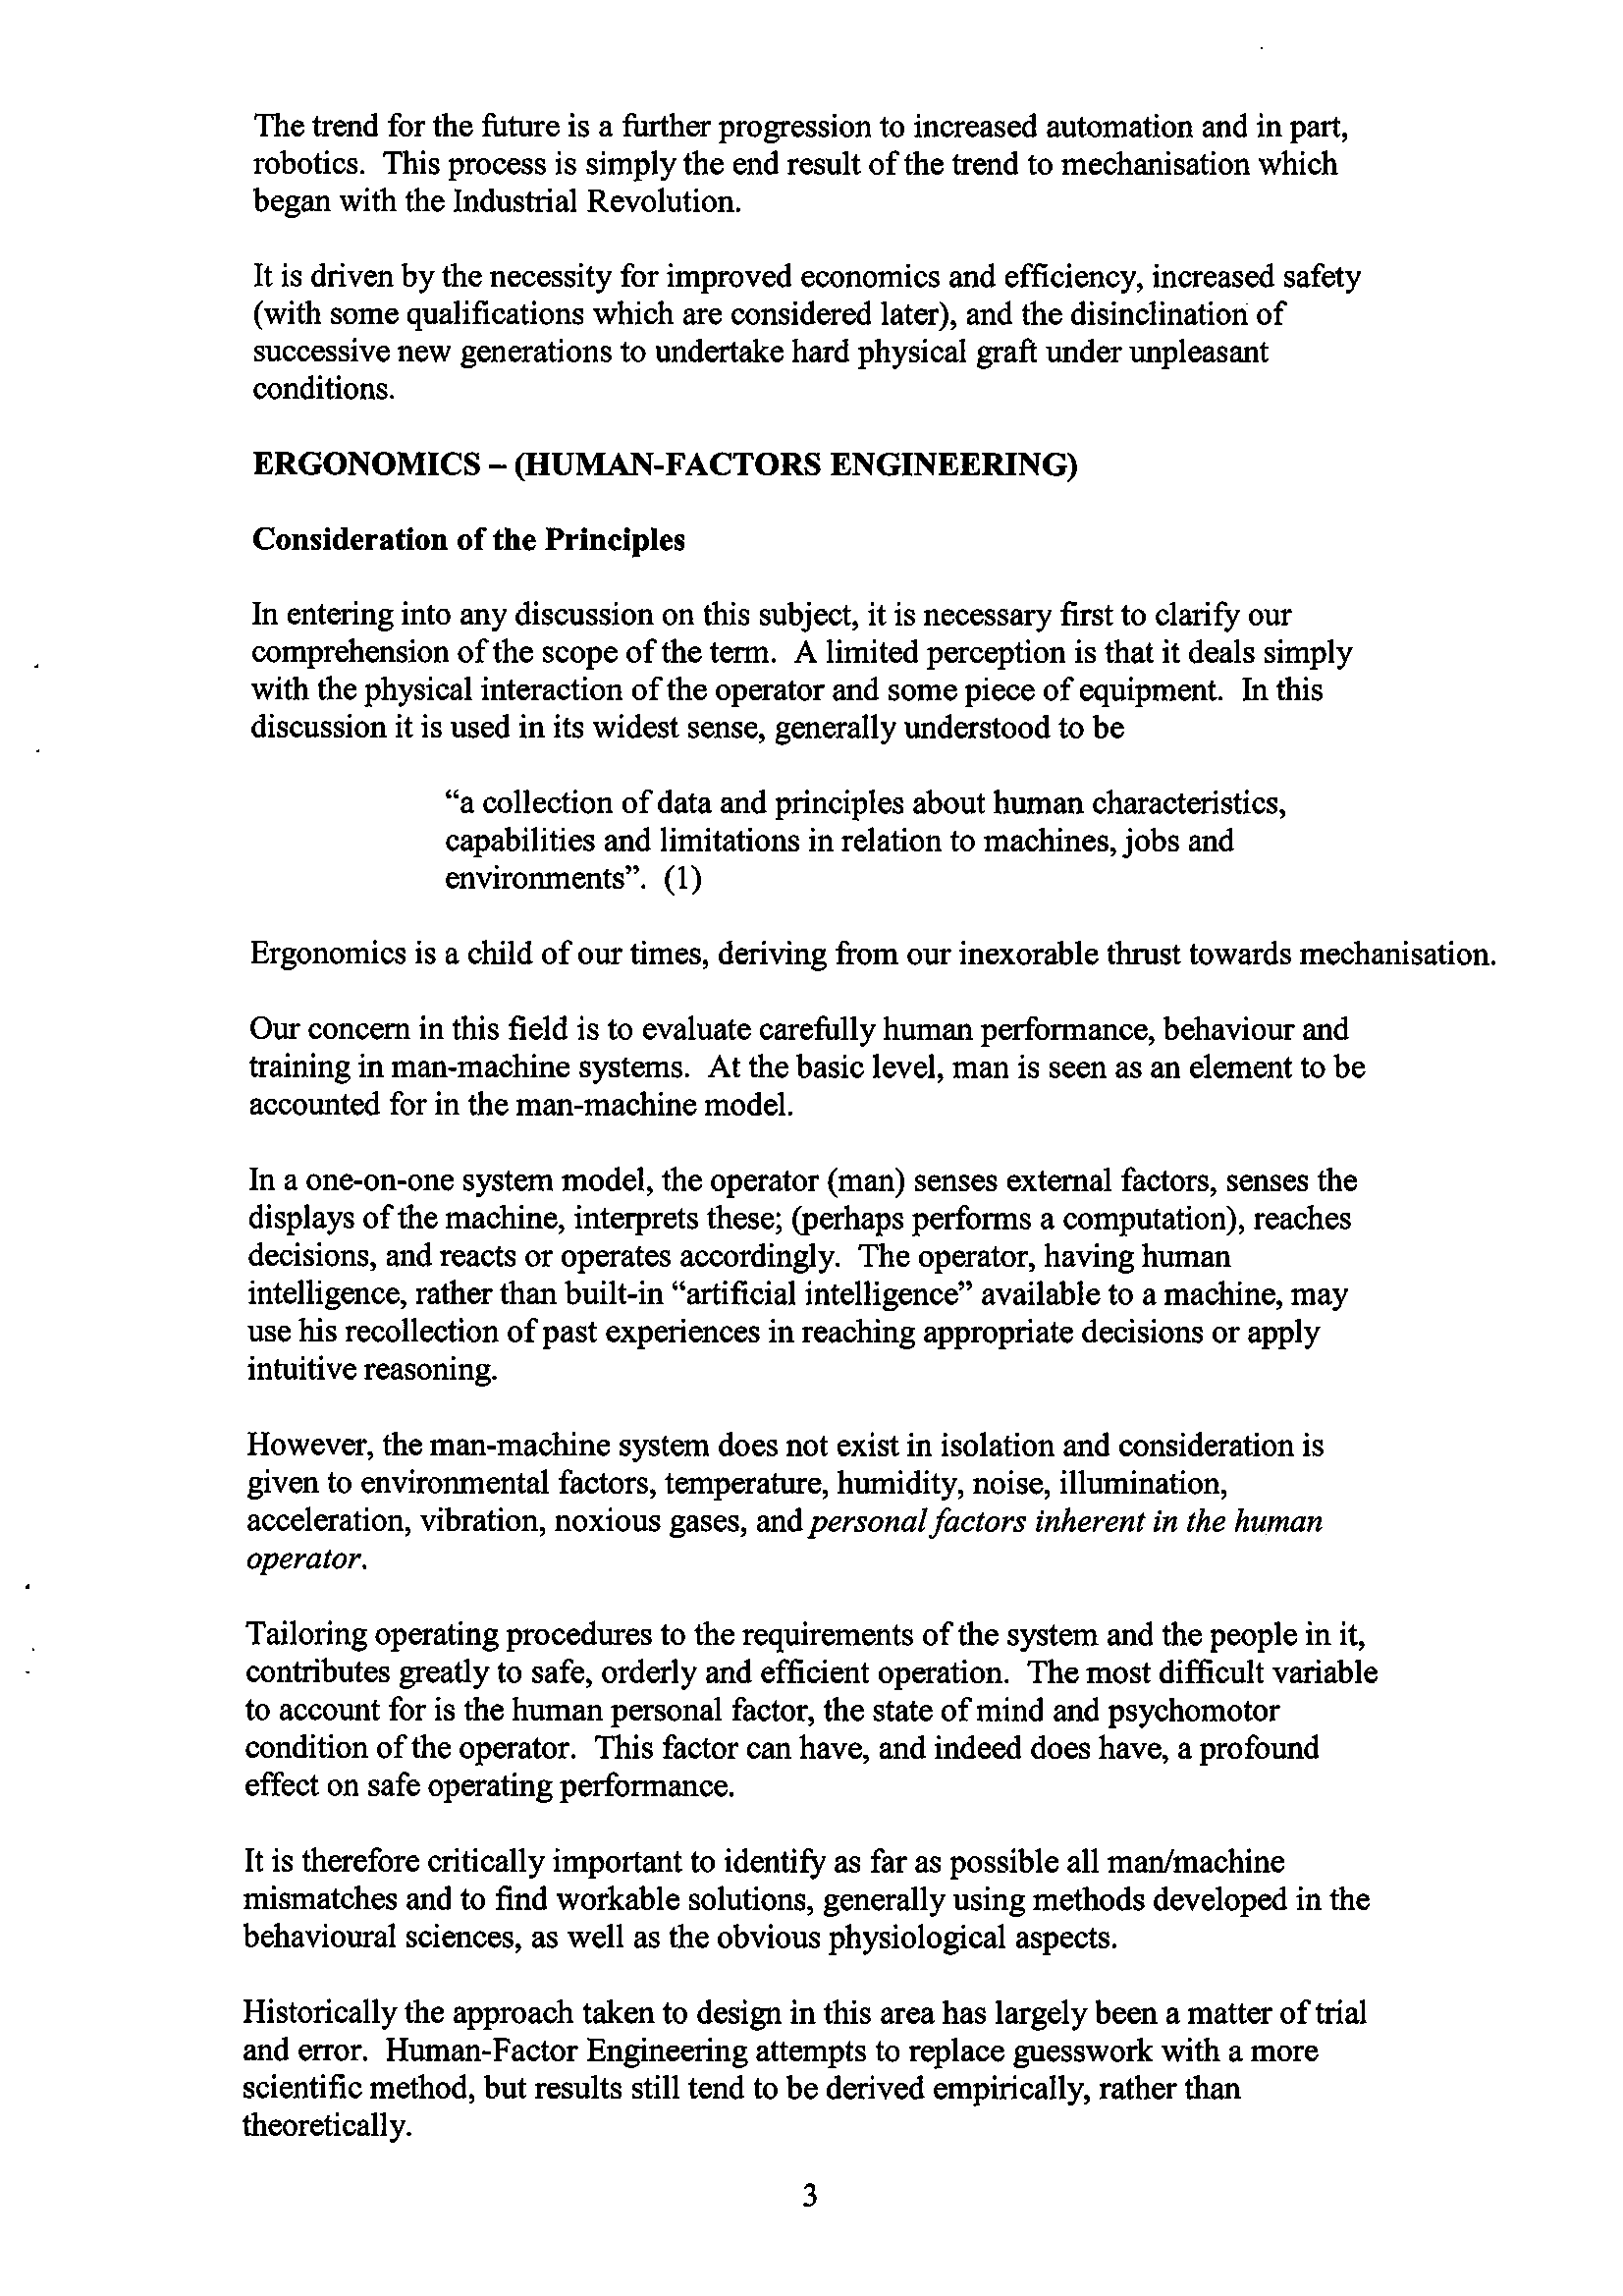 The trend for the future is a further progression to increased automation and in part,
robotics. This process is simply the end result of the trend to mechanisation which
began with the Industrial Revolution.
It is driven by the necessity for improved economics and efficiency, increased safety
(with some qualifications which are considered later), and the disinclination of
successive new generations to undertake hard physical graft under unpleasant
conditions.
ERGONOMICS – (HUMAN-FACTORS ENGINEERING)
Consideration of the Principles
In entering into any discussion on this subject, it is necessary first to clarify our
comprehension of the scope of the term. A limited perception is that it deals simply
with the physical interaction of the operator and some piece of equipment. In this
discussion it is used in its widest sense, generally understood to be
“a collection of data and principles about human characteristics,
capabilities and limitations in relation to machines, jobs and
environments”. (1)
Ergonomics is a child of our times, deriving from our inexorable thrust towards mechanisation.
Our concern in this field is to evaluate carefully human performance, behaviour and
training in man-machine systems. At the basic level, man is seen as an element to be
accounted for in the man-machine model.
In a one-on-one system model, the operator (man) senses external factors, senses the
displays of the machine, interprets these; (perhaps performs a computation), reaches
decisions, and reacts or operates accordingly. The operator, having human
intelligence, rather than built-in “artificial intelligence” available to a machine, may
use his recollection of past experiences in reaching appropriate decisions or apply
intuitive reasoning.
However, the man-machine system does not exist in isolation and consideration is
given to environmental factors, temperature, humidity, noise, illumination,
acceleration, vibration, noxious gases, and personal factors inherent in the human
operator.
Tailoring operating procedures to the requirements of the system and the people in it,
contributes greatly to safe, orderly and efficient operation. The most difficult variable
to account for is the human personal factor, the state of mind and psychomotor
condition of the operator. This factor can have, and indeed does have, a profound
effect on safe operating performance.
It is therefore critically important to identify as far as possible all man/machine
mismatches and to find workable solutions, generally using methods developed in the
behavioural sciences, as well as the obvious physiological aspects.
Historically the approach taken to design in this area has largely been a matter of trial
and error. Human-Factor Engineering attempts to replace guesswork with a more
scientific method, but results still tend to be derived empirically, rather than
theoretically.
3